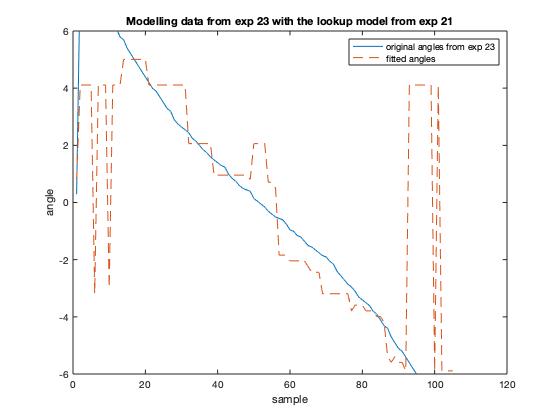 Modelling data from exp 23 with the lookup model from exp 21
original angles from exp 23
fitted angles
6
4
2
0
-2
-4
-6
angle
0
20
40
60
80
100
120
sample